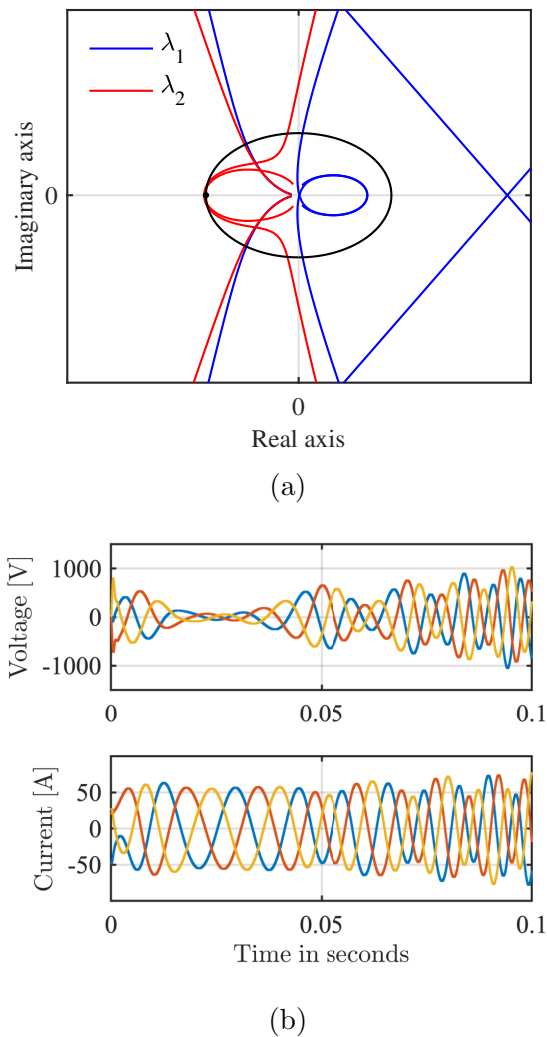 λ1
λ2
Imaginary axis
0
0
Real axis
(a)
Voltage [V]
1000
0
-1000
0
0.05
0.1
Current [A]
50
0
-50
0
0.05
0.1
Time in seconds
(b)